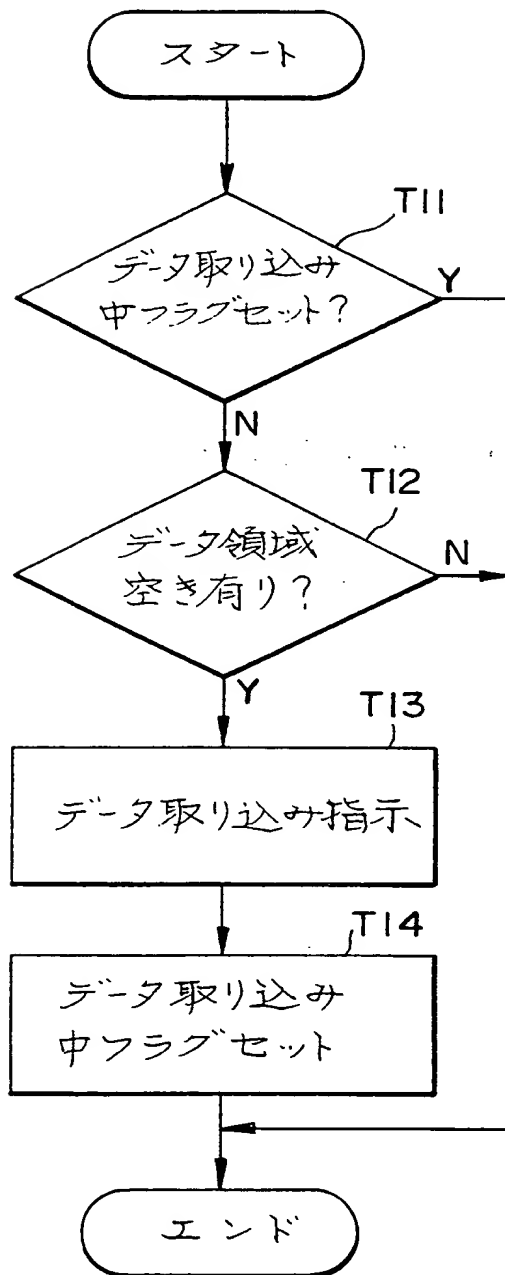 スタート
T11
データ取り込み
中フラグセット?
Y
N
T12
データ領域
空き有り?
N
Y
T13
データ取り込み指示
T14
データ取り込み
中フラグセット
エンド